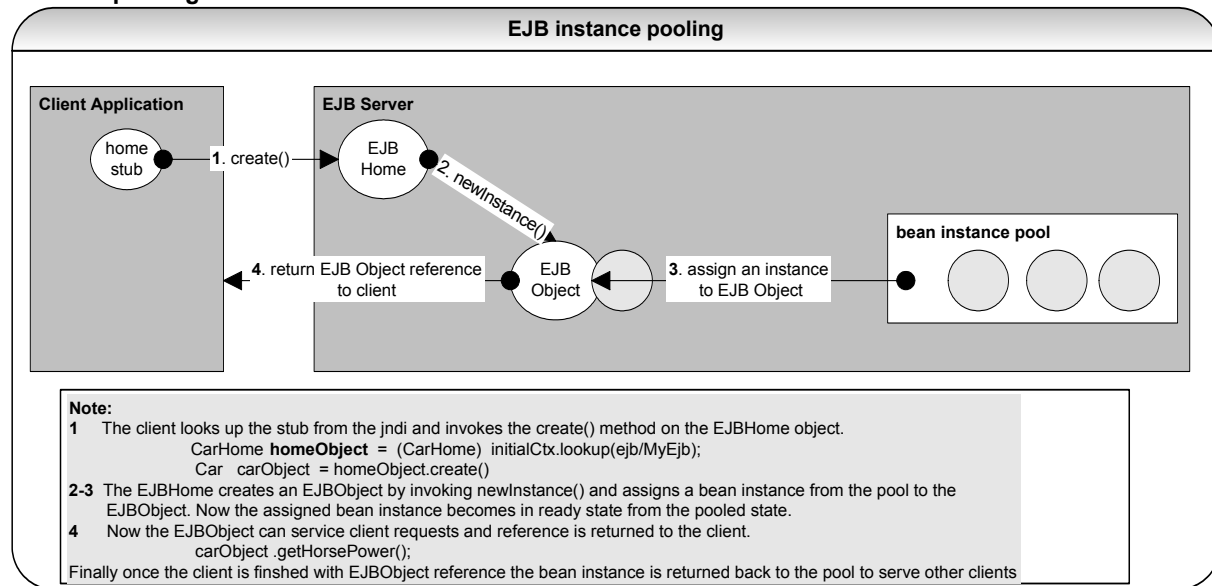 EJB instance pooling
Client Application
EJB Server
home
stub
1. create()
EJB
Home
2. newInstance()
bean instance pool
4. return EJB Object reference
to client
EJB
Object
3. assign an instance
to EJB Object
Note:
1 The client looks up the stub from the jndi and invokes the create() method on the EJBHome object.
CarHome homeObject = (CarHome) initialCtx.lookup(ejb/MyEjb);
Car carObject = homeObject.create()
2-3 The EJBHome creates an EJBObject by invoking newInstance() and assigns a bean instance from the pool to the
EJBObject. Now the assigned bean instance becomes in ready state from the pooled state.
4 Now the EJBObject can service client requests and reference is returned to the client.
carObject .getHorsePower();
Finally once the client is finshed with EJBObject reference the bean instance is returned back to the pool to serve other clients